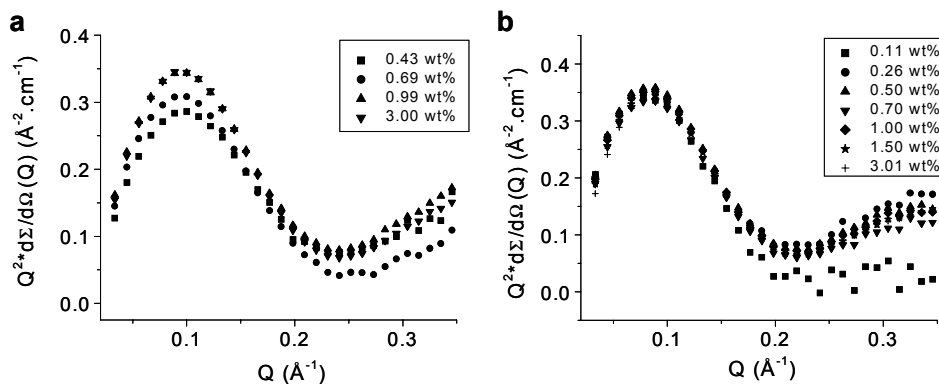 a
0.4
0.3
0.2
0.1
0.0
Q²*dΣ/dΩ(Q) (Å⁻².cm⁻¹)
0.43 wt%
0.69 wt%
0.99 wt%
3.00 wt%
0.1
0.2
0.3
Q (Å⁻¹)
b
0.4
0.3
0.2
0.1
0.0
Q²*dΣ/dΩ(Q) (Å⁻².cm⁻¹)
0.11 wt%
0.26 wt%
0.50 wt%
0.70 wt%
1.00 wt%
1.50 wt%
3.01 wt%
0.1
0.2
0.3
Q (Å⁻¹)